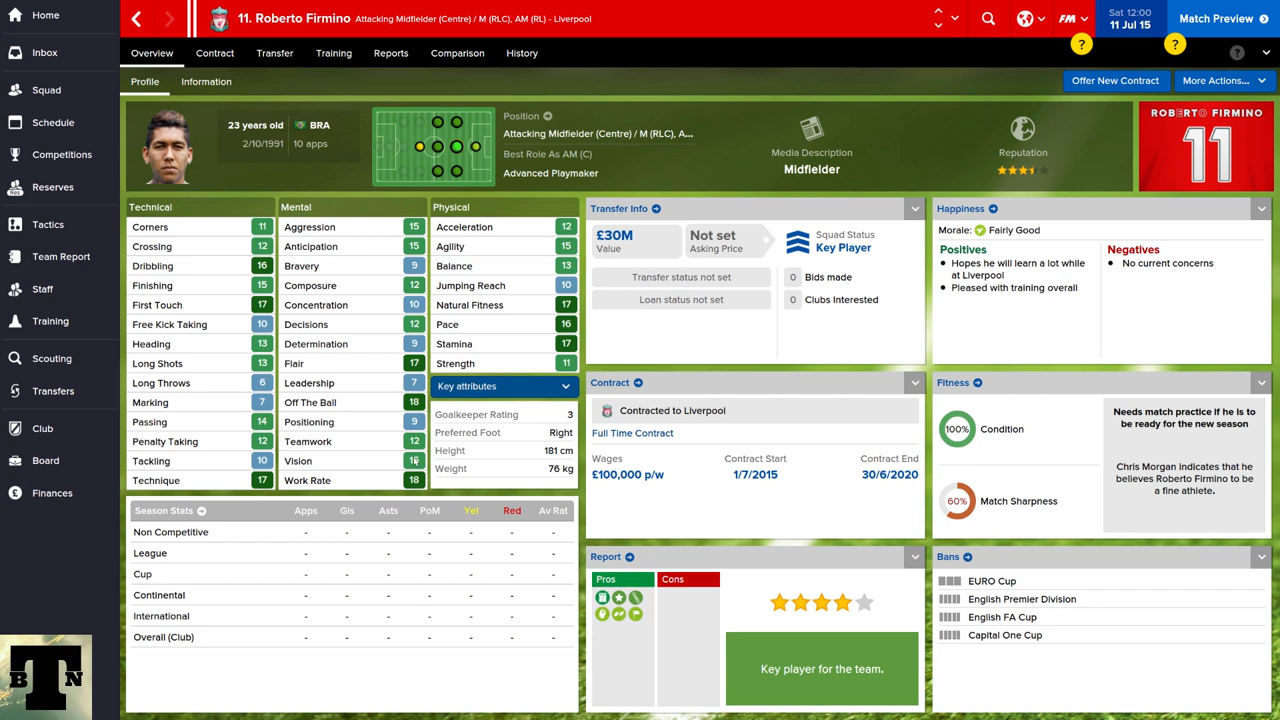 Home
Inbox
Squad
Schedule
Competitions
Res
Reserves
Tactics
Team Report
Staff
Training
Scouting
Transfers
Club
Board
Finances
BTN
11. Roberto Firmino Attacking Midfielder (Centre) / M (RLC), AM (RL) - Liverpool
FM
Sat 12:00
11 Jul 15
Match Preview
Overview Contract Transfer Training Reports Comparison History
? ? ?
Profile Information
Offer New Contract More Actions...
23 years old BRA
2/10/1991 10 apps
Position
Attacking Midfielder (Centre) / M (RLC), A...
Best Role As AM (C)
Advanced Playmaker
Media Description
Midfielder
Reputation
ROBERTO FIRMINO
11
Technical
Corners 11
Crossing 12
Dribbling 16
Finishing 15
First Touch 17
Free Kick Taking 10
Heading 13
Long Shots 13
Long Throws 6
Marking 7
Passing 14
Penalty Taking 12
Tackling 10
Technique 17
Mental
Aggression 15
Anticipation 15
Bravery 9
Composure 12
Concentration 10
Decisions 12
Determination 9
Flair 17
Leadership 7
Off The Ball 18
Positioning 9
Teamwork 12
Vision
Work Rate 18
Physical
Acceleration 12
Agility 15
Balance 13
Jumping Reach 10
Natural Fitness 17
Pace 16
Stamina 17
Strength 11
Key attributes
Goalkeeper Rating 3
Preferred Foot Right
Height 181 cm
Weight 76 kg
Transfer Info
£30M
Value
Not set
Asking Price
Squad Status
Key Player
Transfer status not set
Loan status not set
0 Bids made
0 Clubs Interested
Happiness
Morale: Fairly Good
Positives
Hopes he will learn a lot while
at Liverpool
Pleased with training overall
Negatives
No current concerns
Contract
Contracted to Liverpool
Full Time Contract
Wages Contract Start Contract End
£100,000 p/w 1/7/2015 30/6/2020
Fitness
100% Condition
60% Match Sharpness
Needs match practice if he is to
be ready for the new season
Chris Morgan indicates that he
believes Roberto Firmino to be
a fine athlete.
Season Stats Apps Gls Asts PoM Yel Red Av Rat
Non Competitive - - - - - - -
League - - - - - - -
Cup - - - - - - -
Continental - - - - - - -
International - - - - - - -
Overall (Club) - - - - - - -
Report
Pros Cons
Key player for the team.
Bans
EURO Cup
English Premier Division
English FA Cup
Capital One Cup